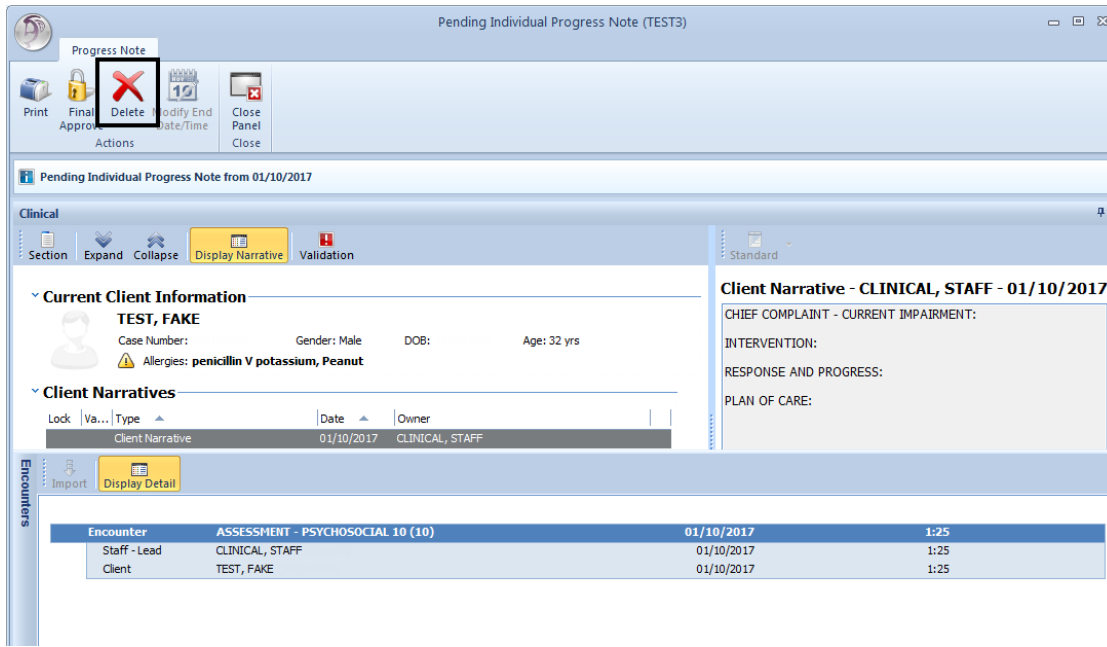 Pending Individual Progress Note (TEST3)
Progress Note
Print
Final Approve
Delete
Modify End Date/Time
Close Panel
Actions
Close
Pending Individual Progress Note from 01/10/2017
Clinical
Section Expand Collapse Display Narrative Validation
Standard
Current Client Information
TEST, FAKE
Case Number: Gender: Male DOB: Age: 32 yrs
Allergies: penicillin V potassium, Peanut
Client Narratives
Lock Va... Type Date Owner
Client Narrative 01/10/2017 CLINICAL, STAFF
Client Narrative - CLINICAL, STAFF - 01/10/2017
CHIEF COMPLAINT - CURRENT IMPAIRMENT:
INTERVENTION:
RESPONSE AND PROGRESS:
PLAN OF CARE:
Encounters
Import Display Detail
Encounter ASSESSMENT - PSYCHOSOCIAL 10 (10) 01/10/2017 1:25
Staff - Lead CLINICAL, STAFF 01/10/2017 1:25
Client TEST, FAKE 01/10/2017 1:25